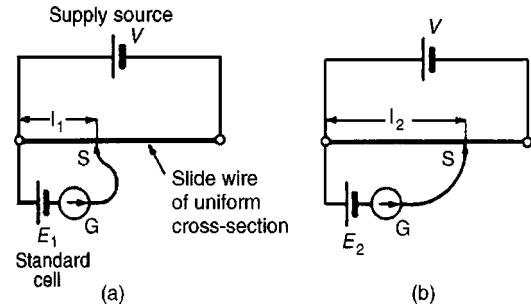 Supply source
V
l₁
S
Slide wire
of uniform
cross-section
G
E₁
Standard
cell
(a)
V
l₂
S
G
E₂
(b)